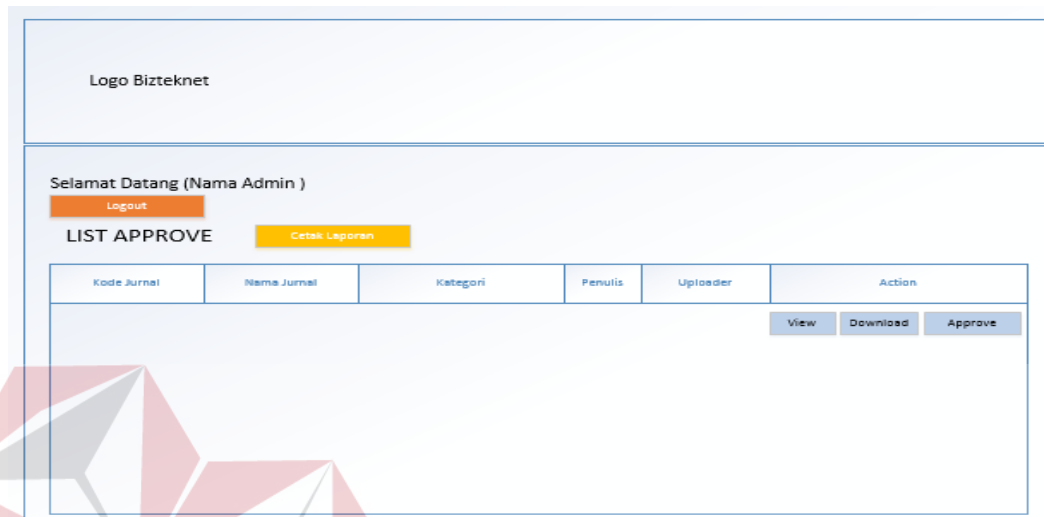 Logo Bizteknet
Selamat Datang (Nama Admin )
Logout
LIST APPROVE Cetak Laporan
Kode Jurnal Nama Jurnal Kategori Penulis Uploader Action
View Download Approve